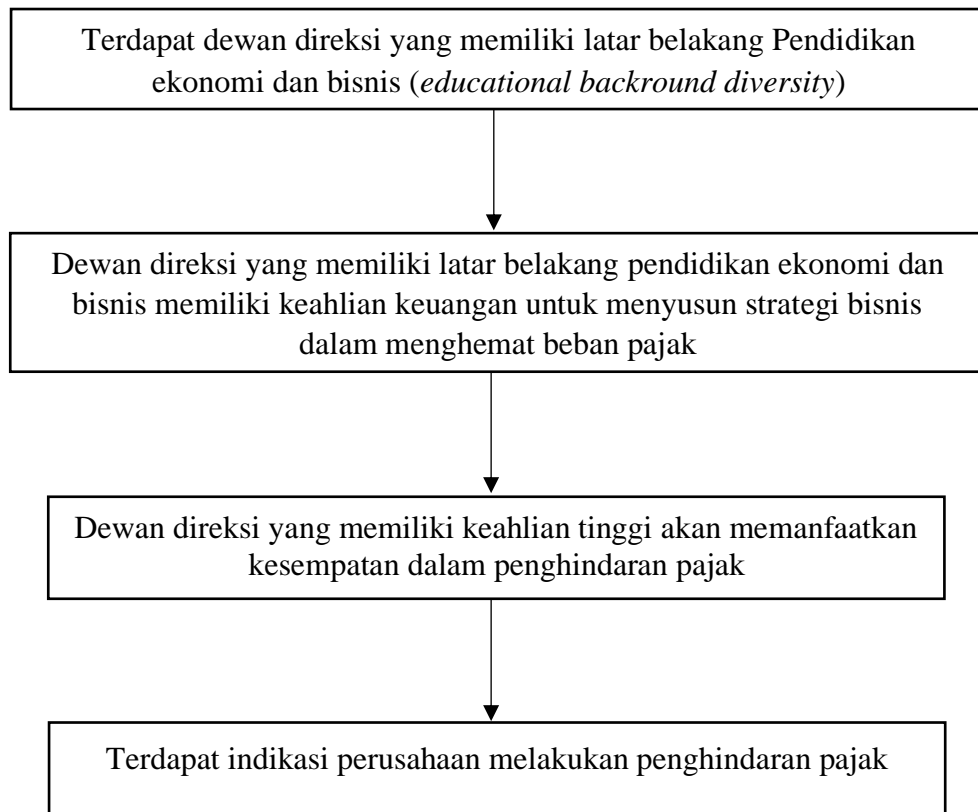 Terdapat dewan direksi yang memiliki latar belakang Pendidikan
ekonomi dan bisnis (educational backround diversity)
Dewan direksi yang memiliki latar belakang pendidikan ekonomi dan
bisnis memiliki keahlian keuangan untuk menyusun strategi bisnis
dalam menghemat beban pajak
Dewan direksi yang memiliki keahlian tinggi akan memanfaatkan
kesempatan dalam penghindaran pajak
Terdapat indikasi perusahaan melakukan penghindaran pajak